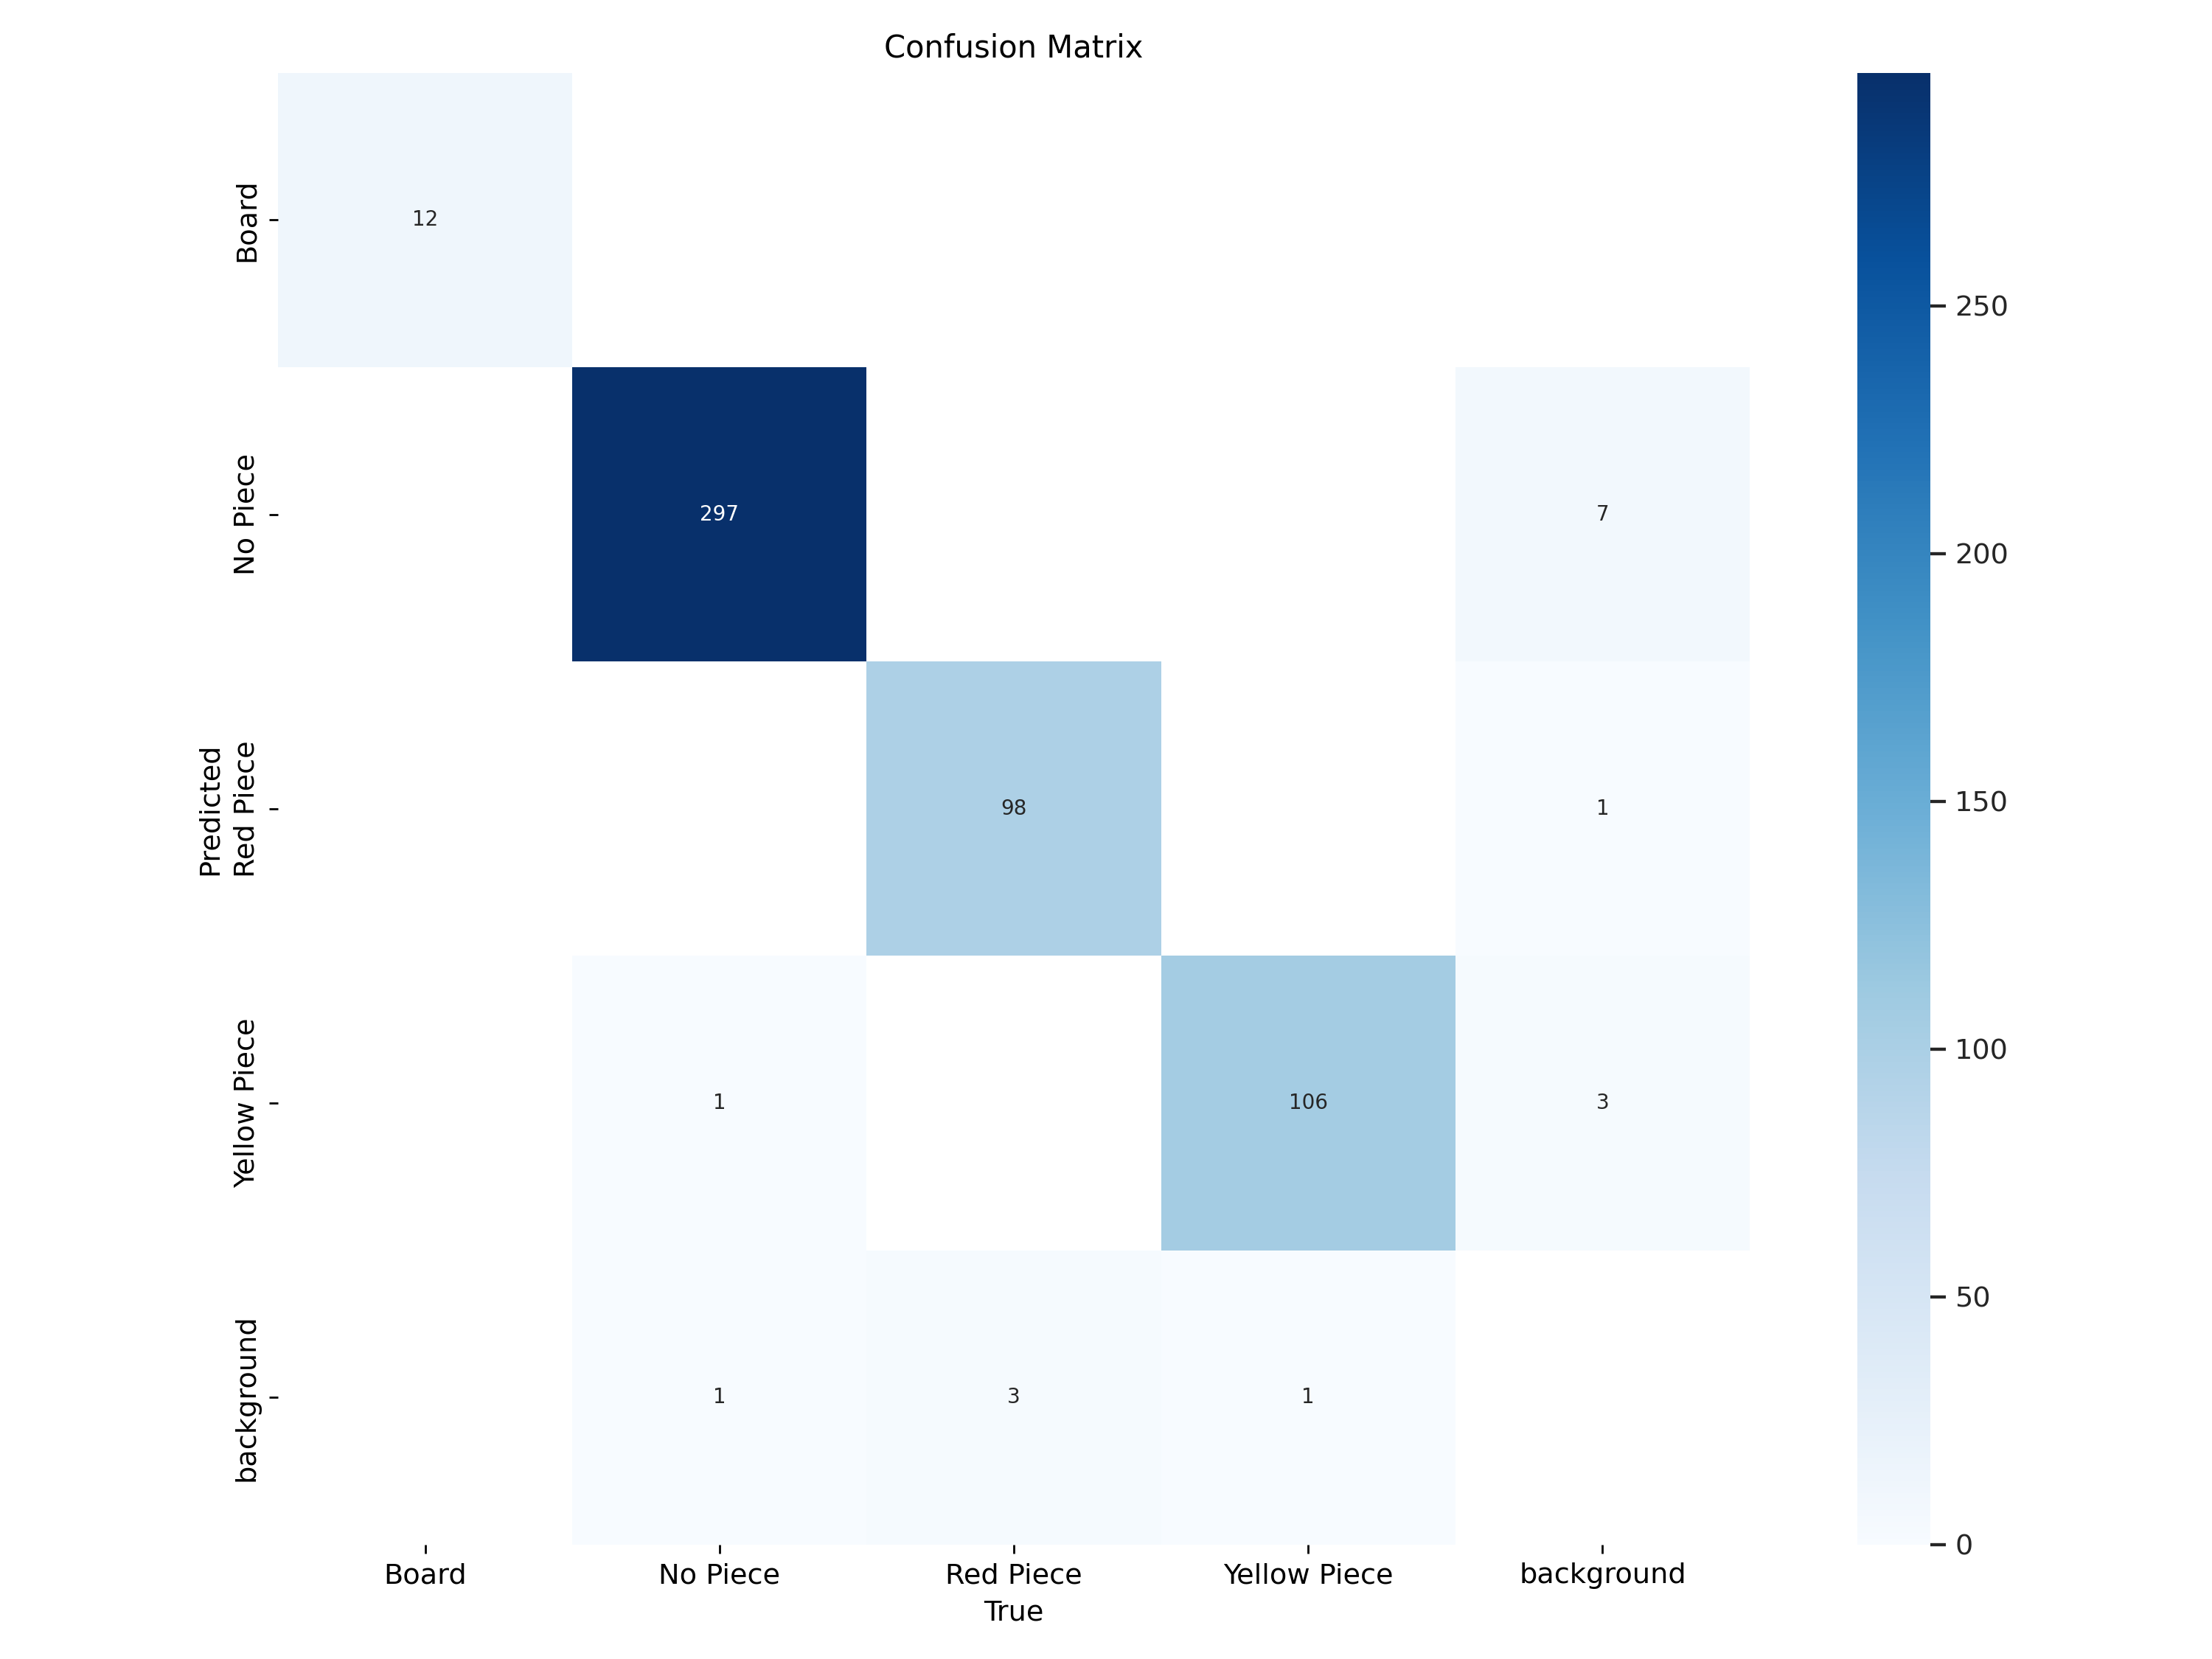 Confusion Matrix
Board
12
No Piece
297
7
Predicted
Red Piece
98
1
Yellow Piece
1
106
3
background
1
3
1
Board
No Piece
Red Piece
Yellow Piece
background
True
250
200
150
100
50
0